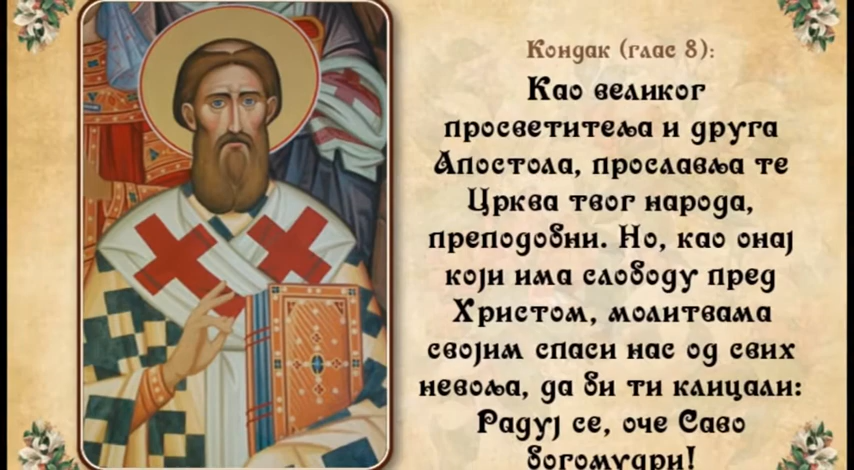 Кондак (глас 8):
Као великог
просветитеља и друга
Апостола, прославља те
Црква твог народа,
преподобни. Но, као онај
који има слободу пред
Христом, молитвама
својим спаси нас од свих
невоља, да би ти клицали:
Радуј се, оче Саво
богомудри!